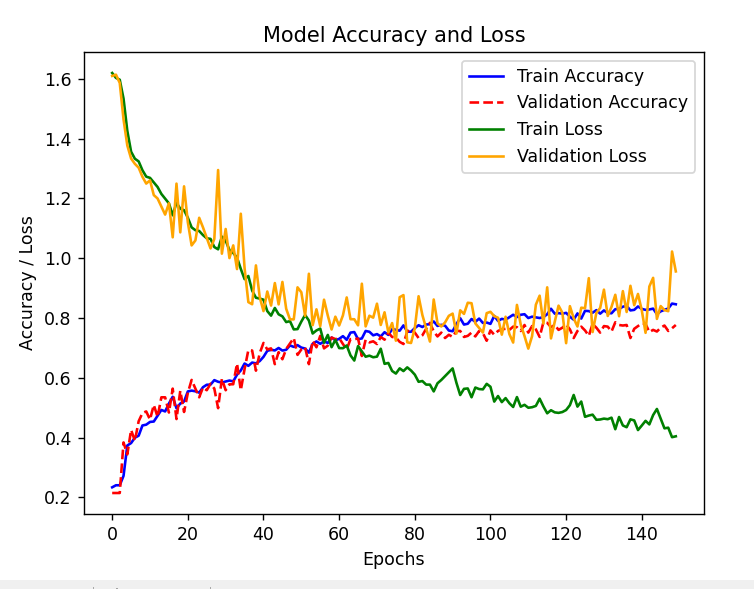 Model Accuracy and Loss
Train Accuracy
Validation Accuracy
Train Loss
Validation Loss
Accuracy / Loss
1.6
1.4
1.2
1.0
0.8
0.6
0.4
0.2
0 20 40 60 80 100 120 140
Epochs